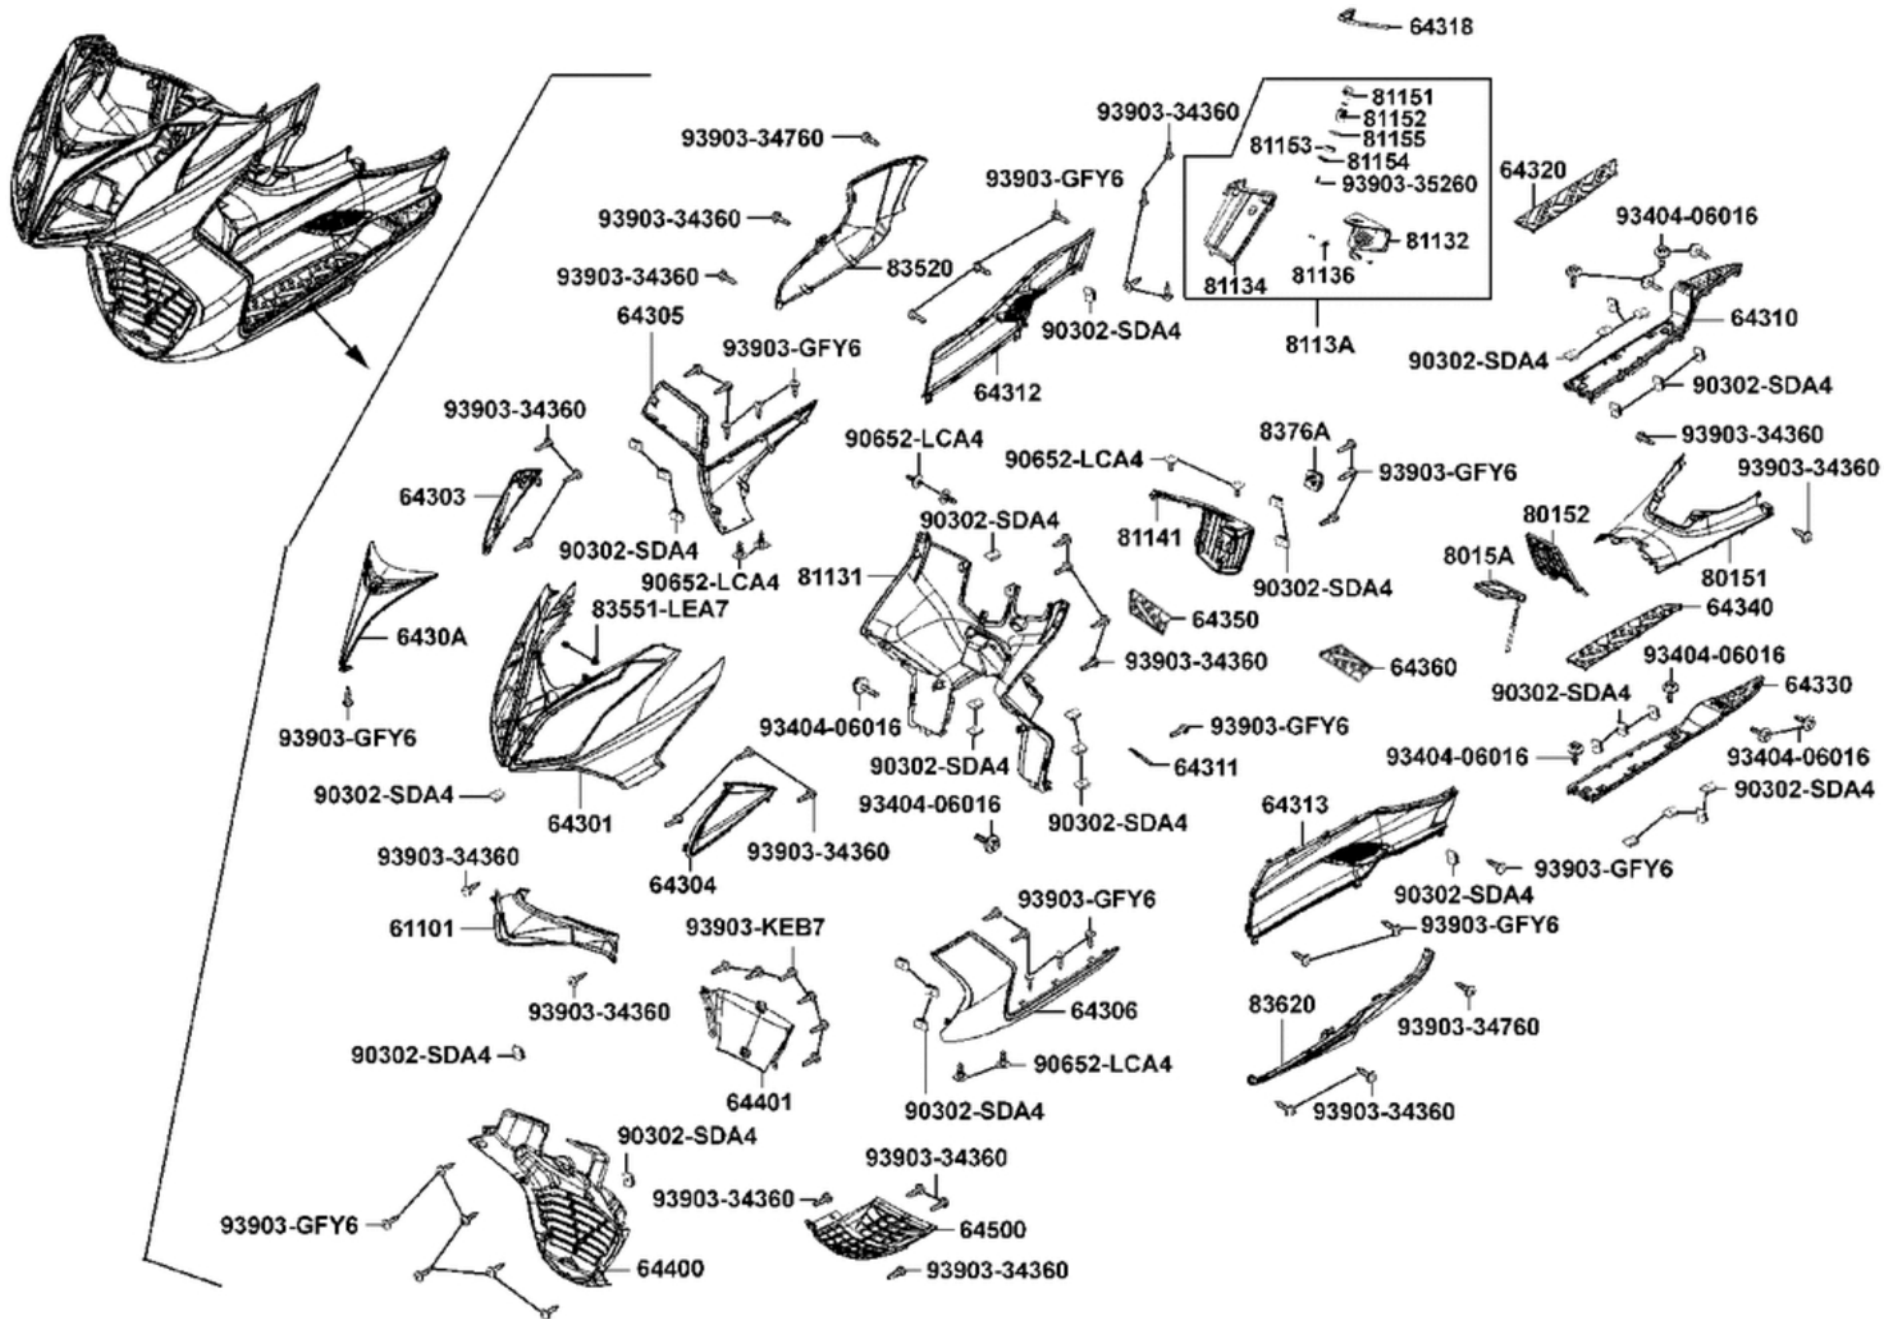 64318
93903-34360
81151
81152
81155
81153
81154
93903-35260
81132
81136
81134
8113A
93903-34760
93903-GFY6
64320
93404-06016
93903-34360
83520
93903-34360
64305
90302-SDA4
64310
90302-SDA4
90302-SDA4
93903-GFY6
64312
93903-34360
90652-LCA4
8376A
93903-34360
90652-LCA4
93903-GFY6
93903-34360
64303
90302-SDA4
81141
80152
90302-SDA4
90652-LCA4
81131
90302-SDA4
8015A
80151
83551-LEA7
64350
64340
6430A
93903-34360
64360
93404-06016
90302-SDA4
64330
93903-GFY6
93404-06016
93903-GFY6
90302-SDA4
64311
93404-06016
93404-06016
90302-SDA4
90302-SDA4
64301
93404-06016
90302-SDA4
64313
93903-34360
93903-34360
64304
93903-GFY6
90302-SDA4
93903-GFY6
61101
93903-KEB7
93903-GFY6
93903-34360
64306
83620
93903-34760
90302-SDA4
90652-LCA4
64401
90302-SDA4
93903-34360
90302-SDA4
93903-34360
93903-34360
93903-GFY6
64500
64400
93903-34360